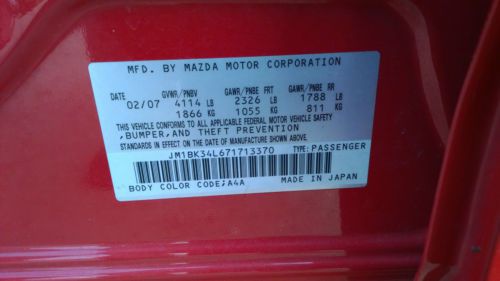 MFD. BY MAZDA MOTOR CORPORATION
DATE GVWR/PNBV GAWR/PNBE FRT GAWR/PNBE RR
02/07 4114 LB 2326 LB 1788 LB
1866 KG 1055 KG 811 KG
THIS VEHICLE CONFORMS TO ALL APPLICABLE FEDERAL MOTOR VEHICLE SAFETY
,BUMPER,AND THEFT PREVENTION
STANDARDS IN EFFECT ON DATE OF MANUFACTURE SHOWN ABOVE.
JM1BK34L671713370 TYPE:PASSENGER
BODY COLOR CODE;A4A MADE IN JAPAN